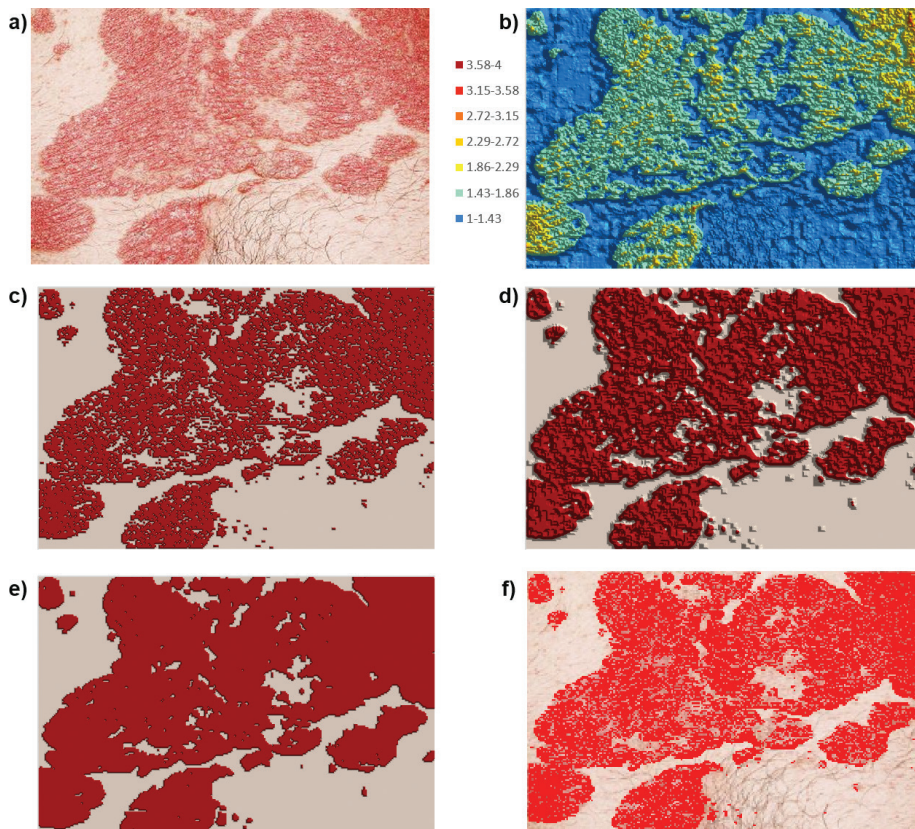 a)
b)
3.58-4
3.15-3.58
2.72-3.15
2.29-2.72
1.86-2.29
1.43-1.86
1-1.43
c)
d)
e)
f)